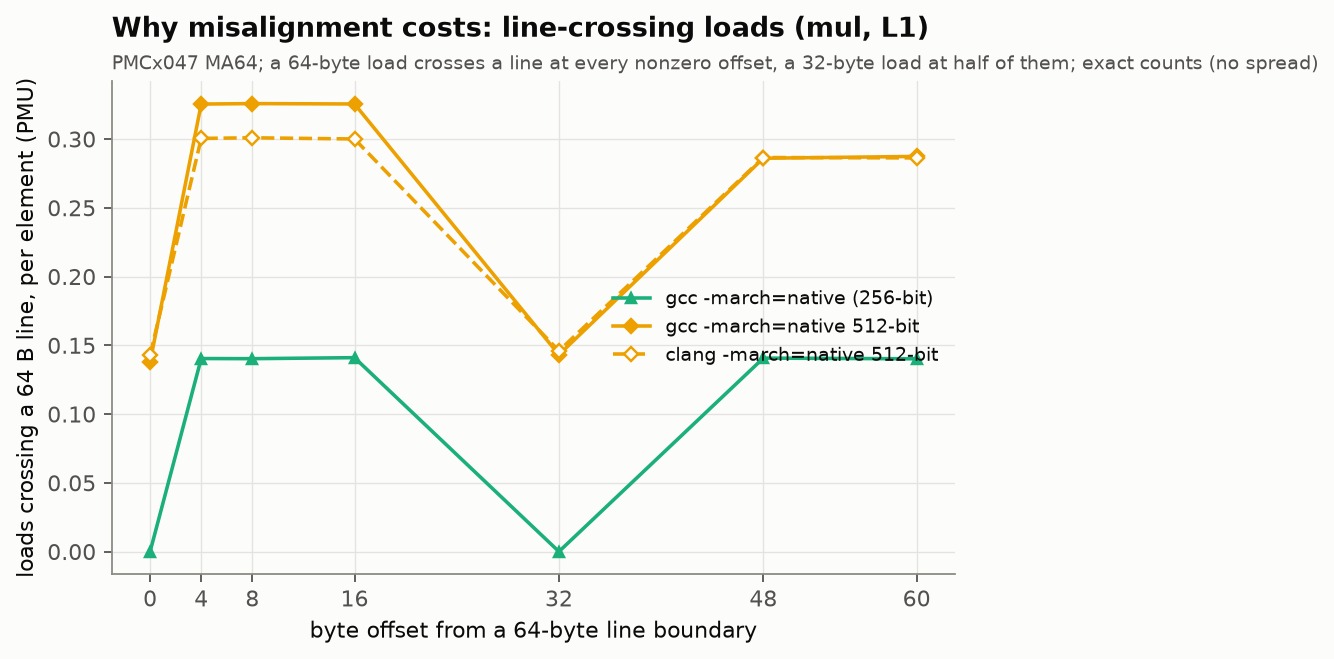 Why misalignment costs: line-crossing loads (mul, L1)
PMCx047 MA64; a 64-byte load crosses a line at every nonzero offset, a 32-byte load at half of them; exact counts (no spread)
loads crossing a 64 B line, per element (PMU)
0.30
0.25
0.20
0.15
0.10
0.05
0.00
gcc -march=native (256-bit)
gcc -march=native 512-bit
clang -march=native 512-bit
0 4 8 16 32 48 60
byte offset from a 64-byte line boundary